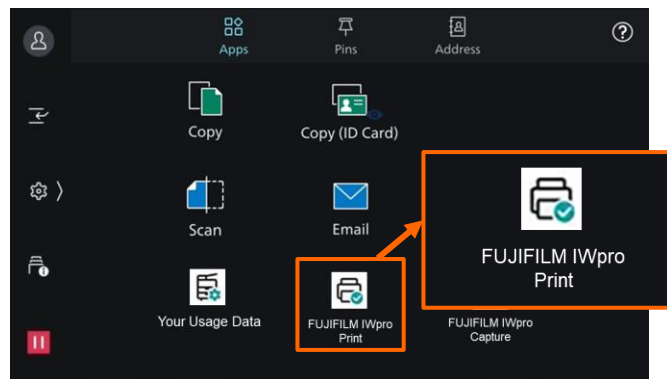 Apps
Pins
Address
?
Copy
Copy (ID Card)
Scan
Email
FUJIFILM IWpro
Print
Your Usage Data
FUJIFILM IWpro
Print
FUJIFILM IWpro
Capture